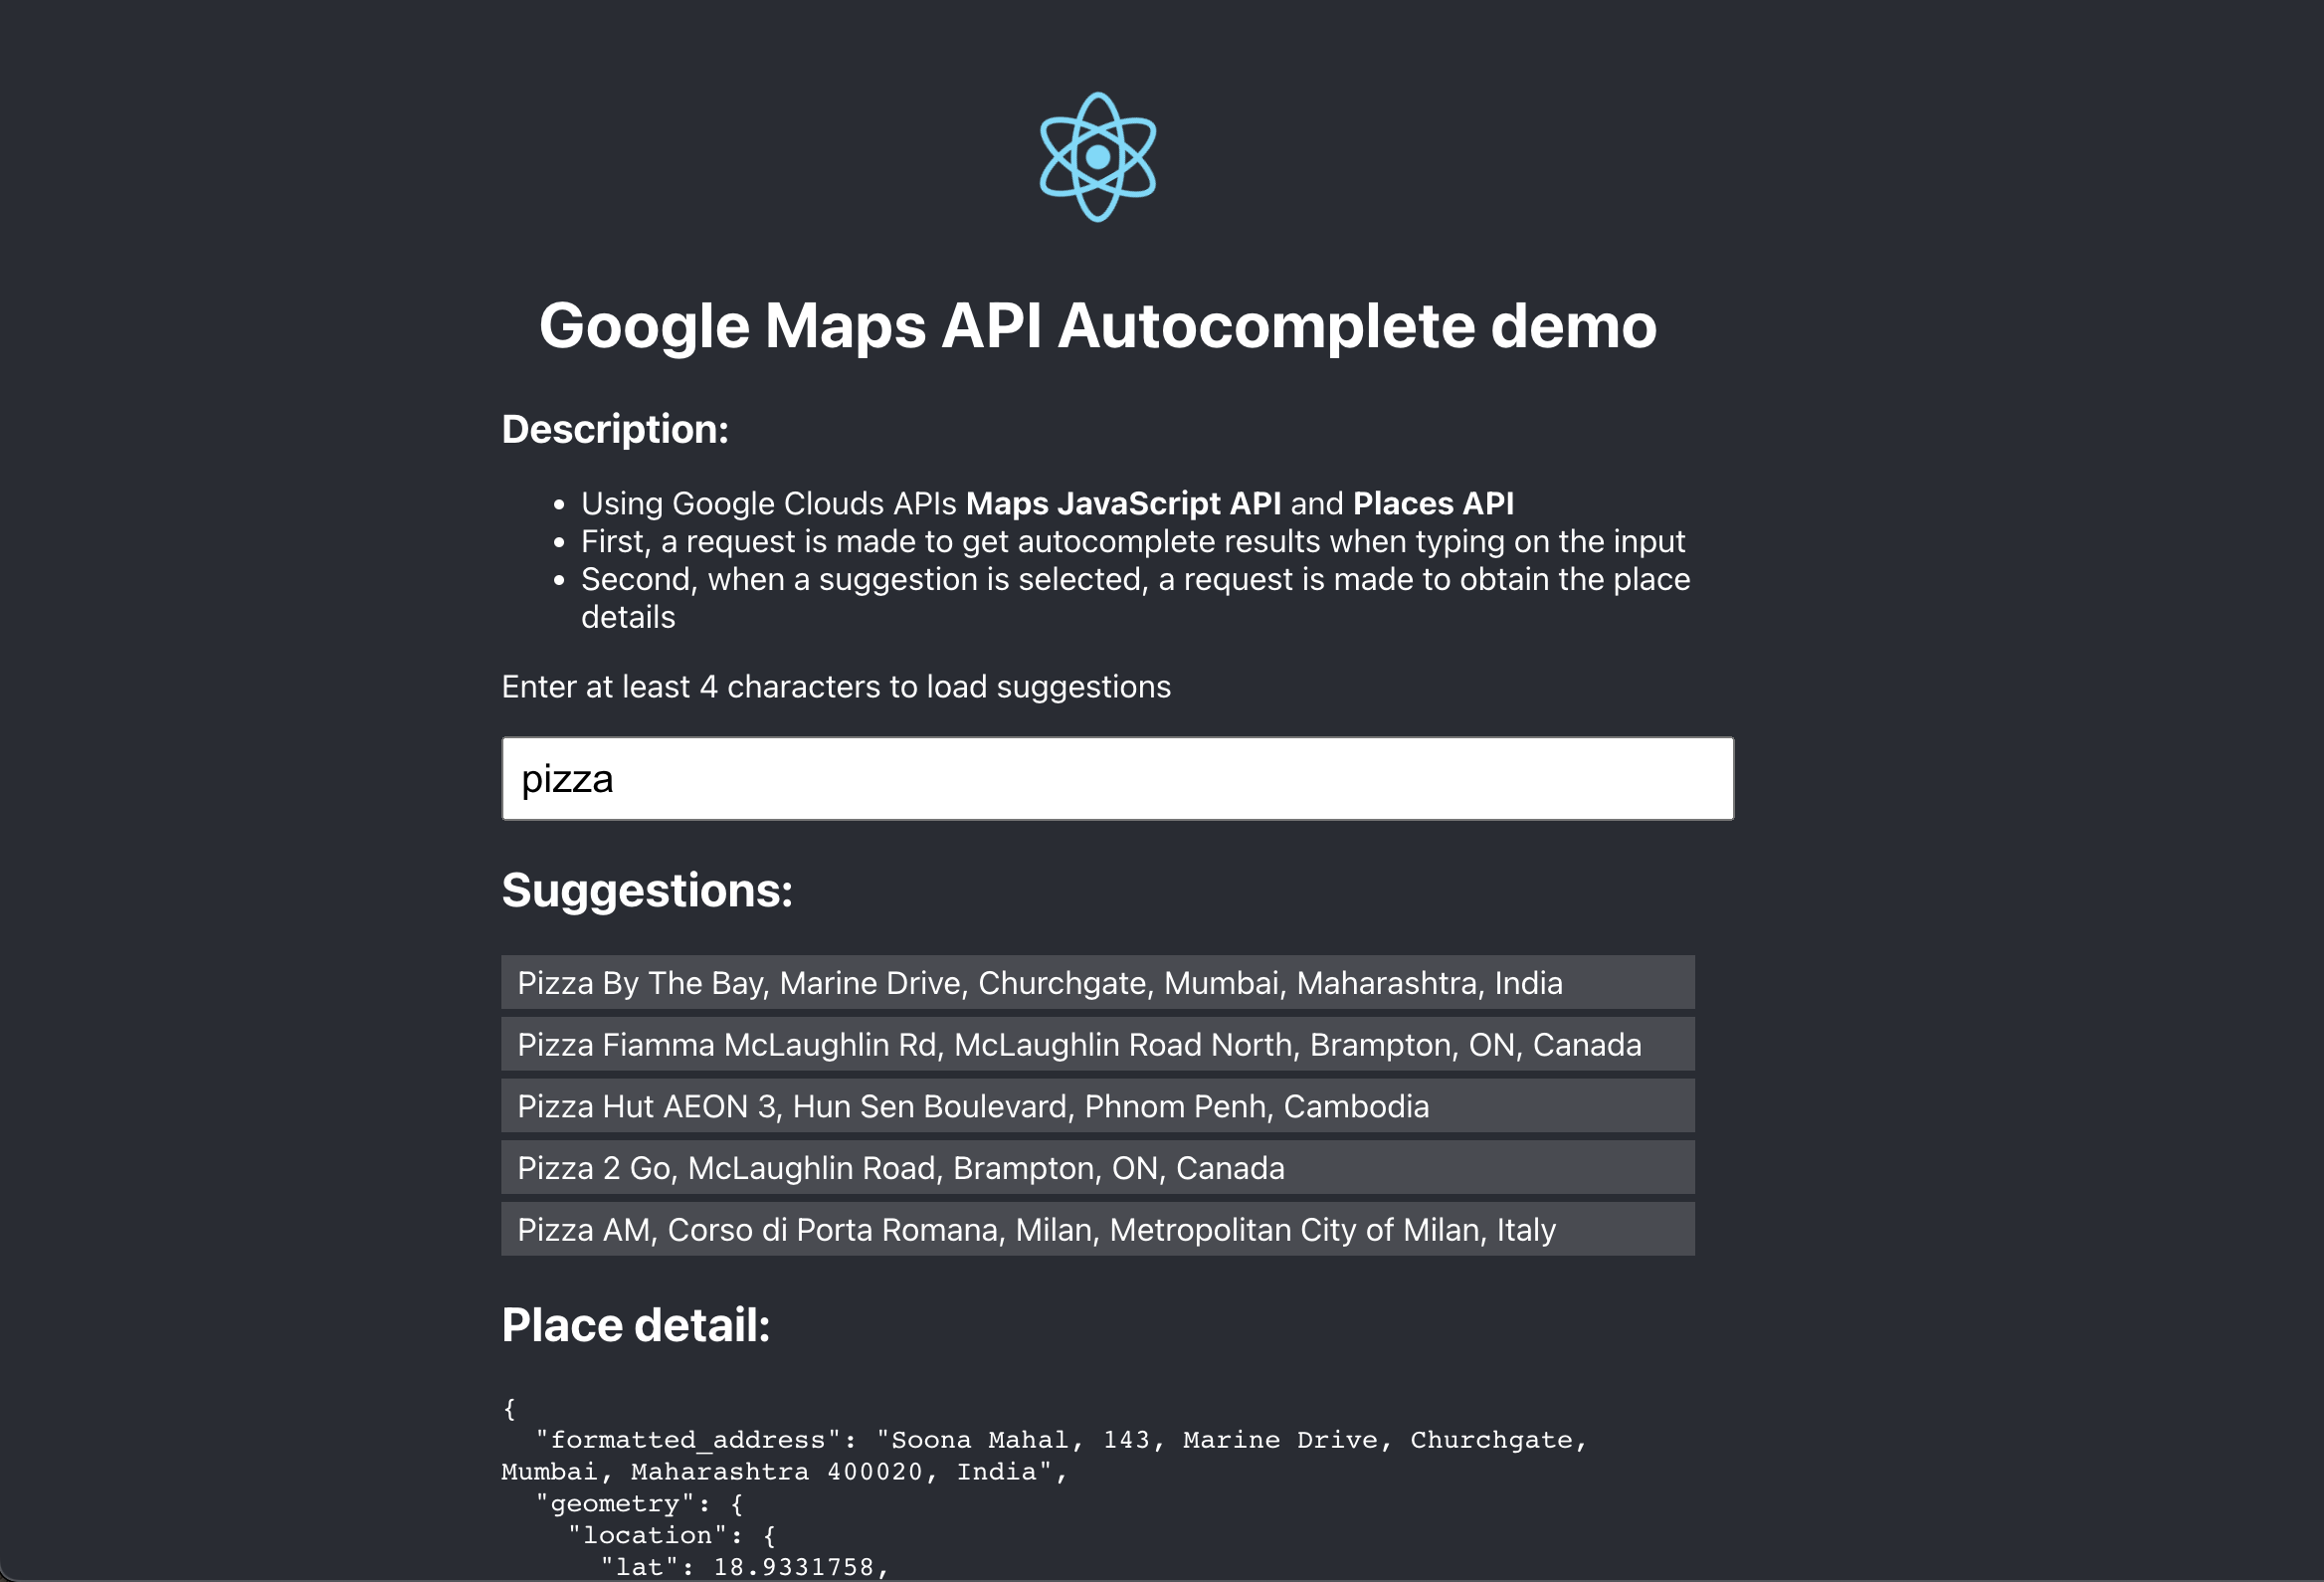 Google Maps API Autocomplete demo
Description:
• Using Google Clouds APIs Maps JavaScript API and Places API
• First, a request is made to get autocomplete results when typing on the input
• Second, when a suggestion is selected, a request is made to obtain the place
details
Enter at least 4 characters to load suggestions
pizza
Suggestions:
Pizza By The Bay, Marine Drive, Churchgate, Mumbai, Maharashtra, India
Pizza Fiamma McLaughlin Rd, McLaughlin Road North, Brampton, ON, Canada
Pizza Hut AEON 3, Hun Sen Boulevard, Phnom Penh, Cambodia
Pizza 2 Go, McLaughlin Road, Brampton, ON, Canada
Pizza AM, Corso di Porta Romana, Milan, Metropolitan City of Milan, Italy
Place detail:
{
  "formatted_address": "Soona Mahal, 143, Marine Drive, Churchgate,
Mumbai, Maharashtra 400020, India",
  "geometry": {
    "location": {
      "lat": 18.9331758,